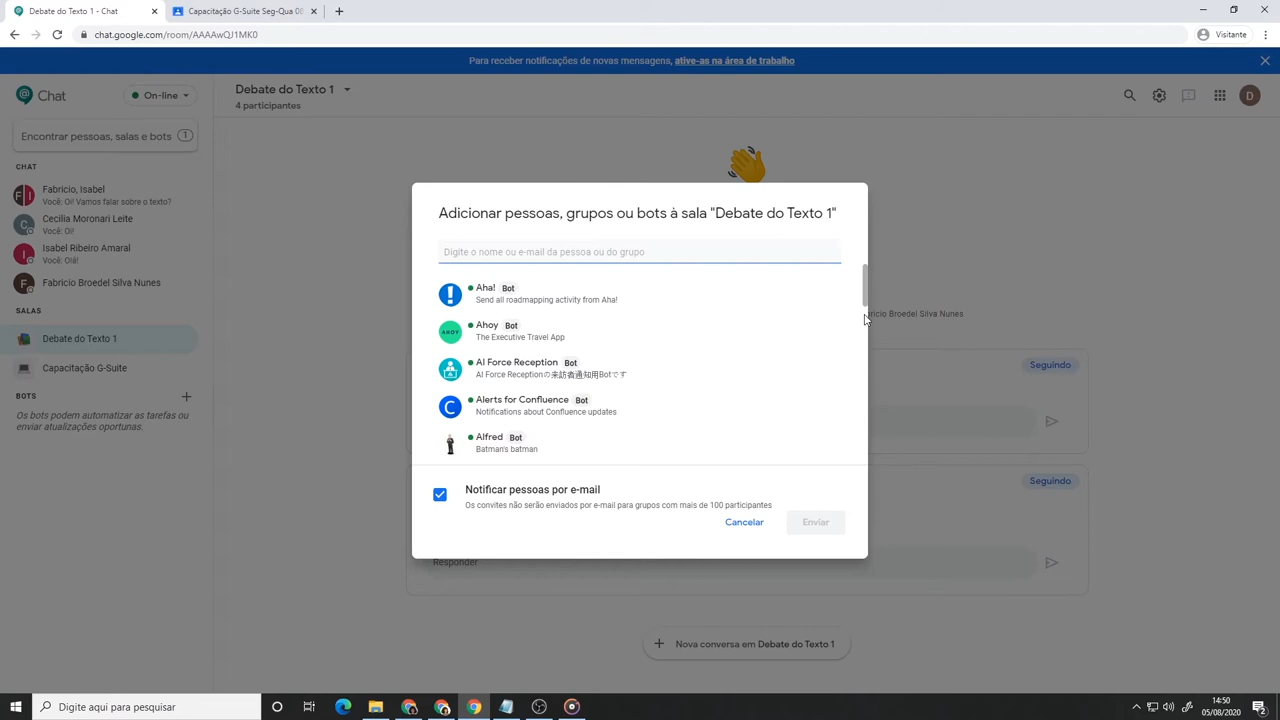 Debate do Texto 1 - Chat
Capacitação G-Suite Seg-Qua 08
chat.google.com/room/AAAAwQJ1MK0
Visitante
Para receber notificações de novas mensagens, ative-as na área de trabalho
Chat
On-line
Debate do Texto 1
4 participantes
D
Encontrar pessoas, salas e bots
1
CHAT
Fabricio, Isabel
Você: Oi! Vamos falar sobre o texto?
Cecilia Moronari Leite
Você: Oi!
Isabel Ribeiro Amaral
Você: Olá!
Fabricio Broedel Silva Nunes
SALAS
Debate do Texto 1
Capacitação G-Suite
BOTS
Os bots podem automatizar as tarefas ou
enviar atualizações oportunas.
Adicionar pessoas, grupos ou bots à sala "Debate do Texto 1"
Digite o nome ou e-mail da pessoa ou do grupo
Aha! Bot
Send all roadmapping activity from Aha!
AHOY
Ahoy Bot
The Executive Travel App
AI Force Reception Bot
AI Force Receptionの来訪者通知用Botです
C
Alerts for Confluence Bot
Notifications about Confluence updates
Alfred Bot
Batman's batman
Notificar pessoas por e-mail
Os convites não serão enviados por e-mail para grupos com mais de 100 participantes
Cancelar
Enviar
Broedel Silva Nunes
Seguindo
Seguindo
Responder
Nova conversa em Debate do Texto 1
Digite aqui para pesquisar
14:50
05/08/2020